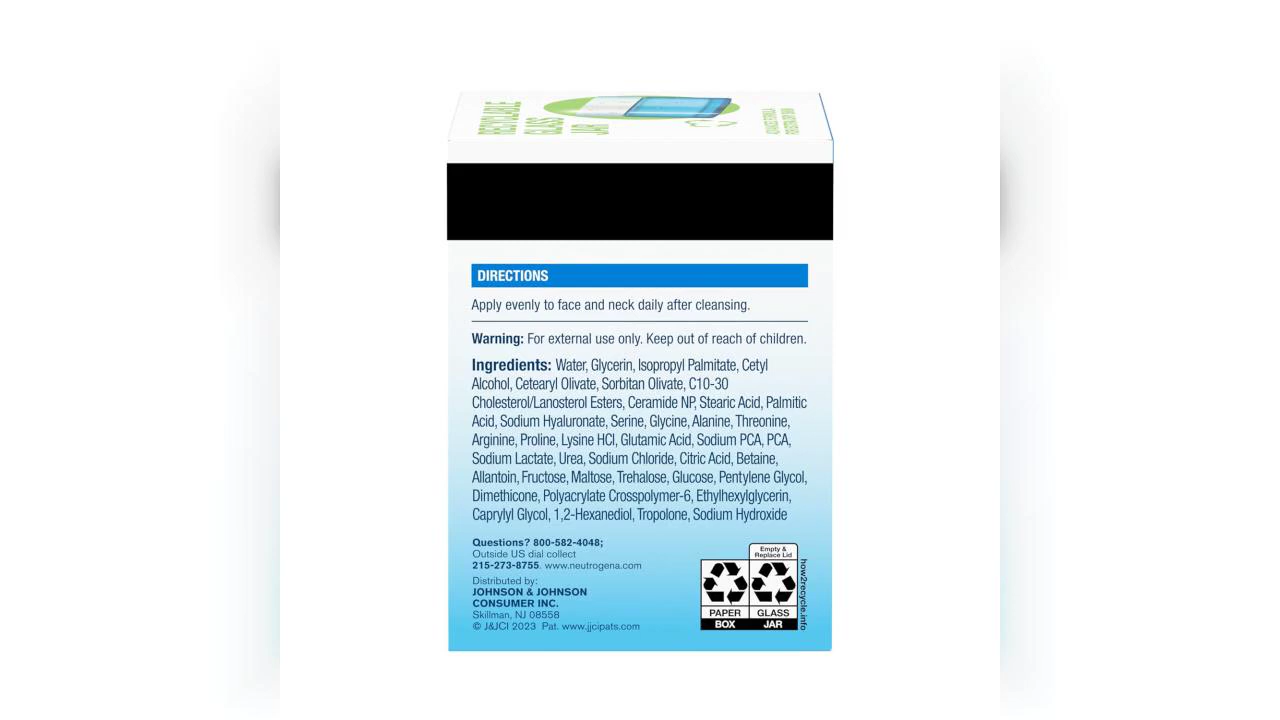 RECYCLABLE
GLASS
JAR
DIRECTIONS
Apply evenly to face and neck daily after cleansing.
Warning: For external use only. Keep out of reach of children.
Ingredients: Water, Glycerin, Isopropyl Palmitate, Cetyl
Alcohol, Cetearyl Olivate, Sorbitan Olivate, C10-30
Cholesterol/Lanosterol Esters, Ceramide NP, Stearic Acid, Palmitic
Acid, Sodium Hyaluronate, Serine, Glycine, Alanine, Threonine,
Arginine, Proline, Lysine HCl, Glutamic Acid, Sodium PCA, PCA,
Sodium Lactate, Urea, Sodium Chloride, Citric Acid, Betaine,
Allantoin, Fructose, Maltose, Trehalose, Glucose, Pentylene Glycol,
Dimethicone, Polyacrylate Crosspolymer-6, Ethylhexylglycerin,
Caprylyl Glycol, 1,2-Hexanediol, Tropolone, Sodium Hydroxide
Questions? 800-582-4048;
Outside US dial collect
215-273-8755. www.neutrogena.com
Distributed by:
JOHNSON & JOHNSON
CONSUMER INC.
Skillman, NJ 08558
© J&JCI 2023 Pat. www.jjcipats.com
Empty &
Replace Lid
PAPER
BOX
GLASS
JAR
how2recycle.info